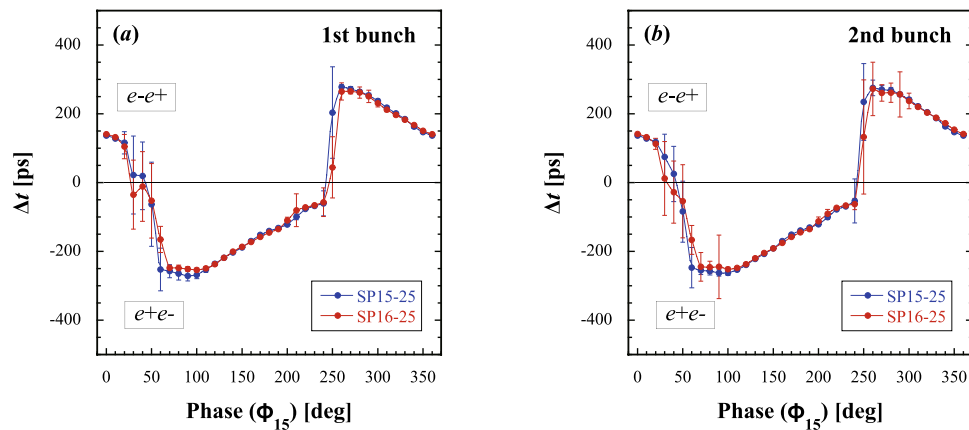 (a) 1st bunch
400
200
0
-200
-400
Δt [ps]
e-e+
e+e-
SP15-25
SP16-25
0 50 100 150 200 250 300 350
Phase (Φ15) [deg]
(b) 2nd bunch
400
200
0
-200
-400
Δt [ps]
e-e+
e+e-
SP15-25
SP16-25
0 50 100 150 200 250 300 350
Phase (Φ15) [deg]